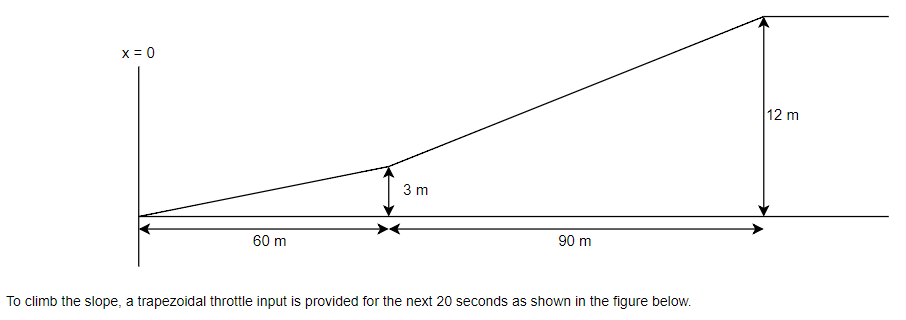 x = 0
12 m
3 m
60 m
90 m
To climb the slope, a trapezoidal throttle input is provided for the next 20 seconds as shown in the figure below.